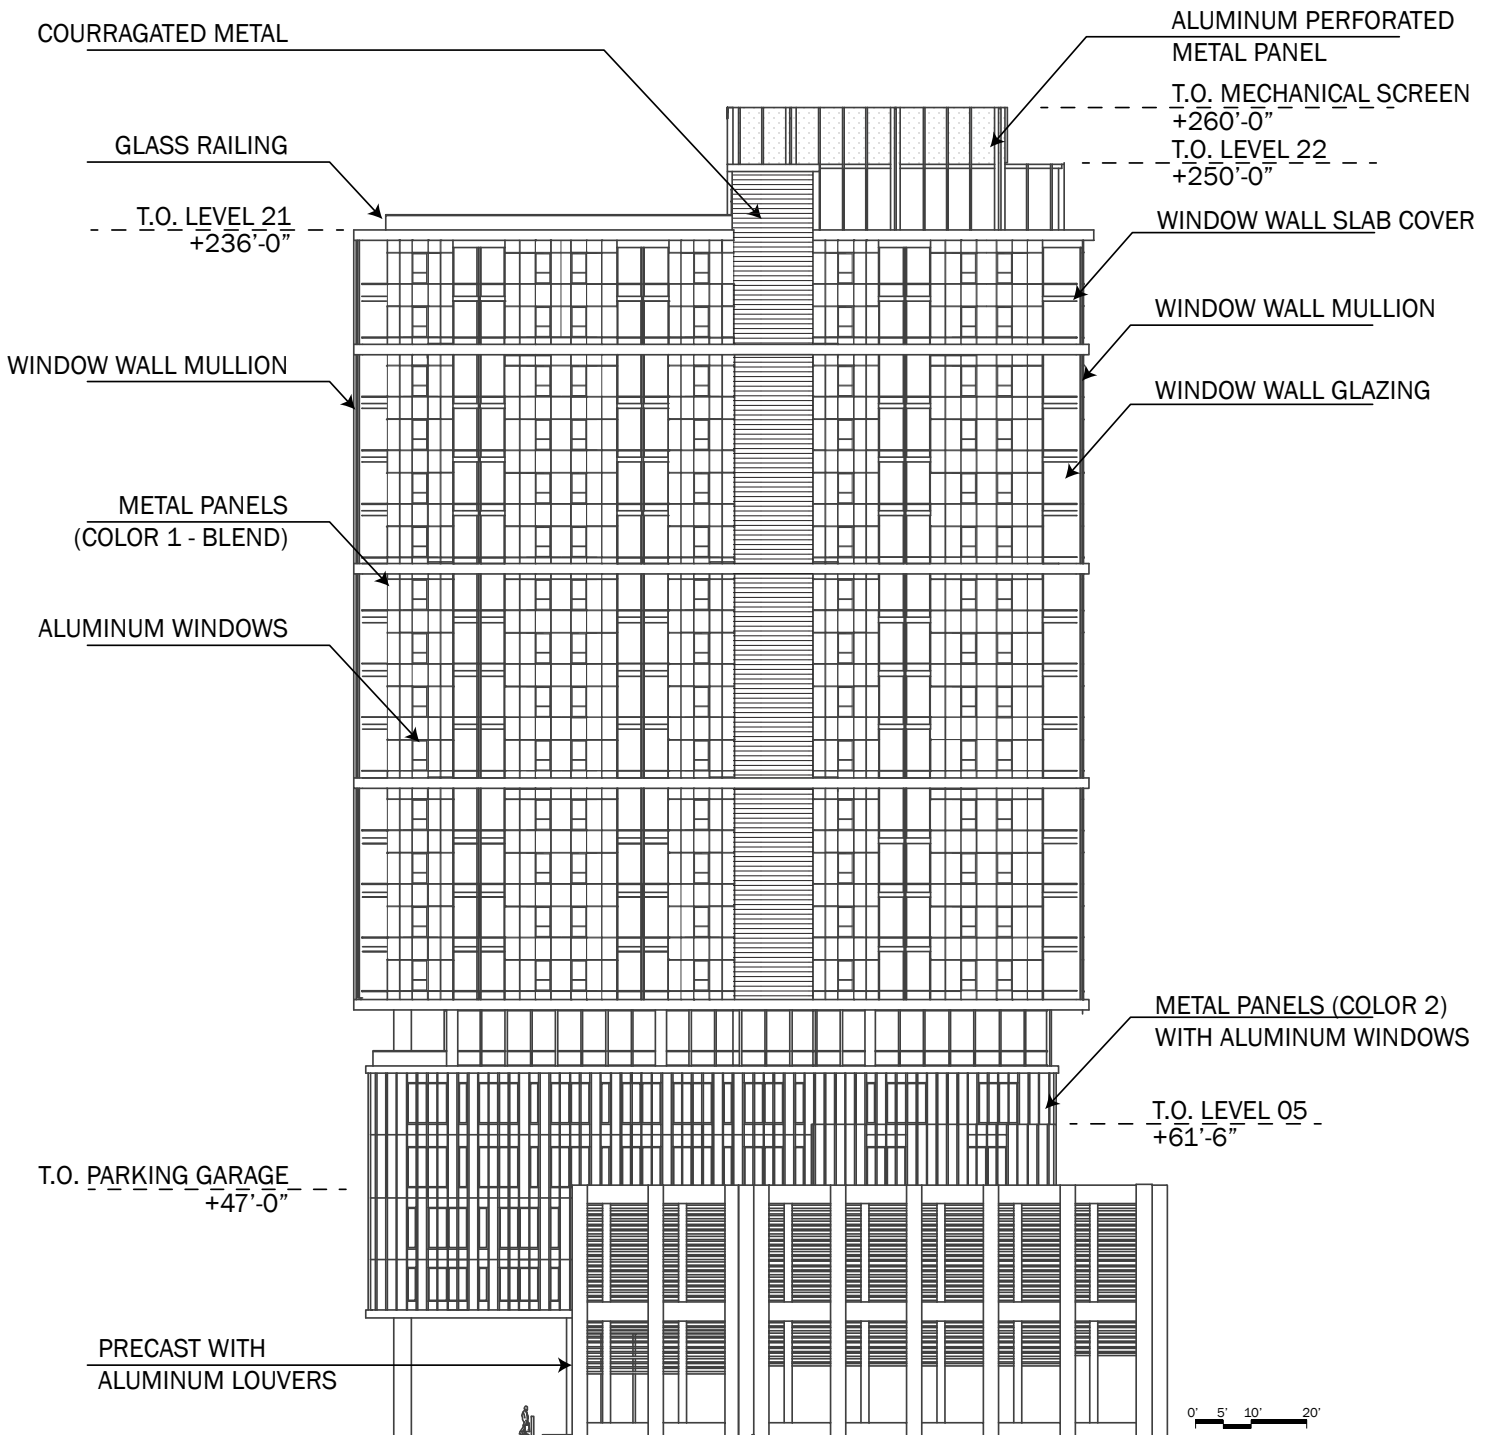 COURRAGATED METAL
ALUMINUM PERFORATED
METAL PANEL
T.O. MECHANICAL SCREEN
+260’-0”
GLASS RAILING
T.O. LEVEL 22
+250’-0”
T.O. LEVEL 21
+236’-0”
WINDOW WALL SLAB COVER
WINDOW WALL MULLION
WINDOW WALL MULLION
WINDOW WALL GLAZING
METAL PANELS
(COLOR 1 - BLEND)
ALUMINUM WINDOWS
METAL PANELS (COLOR 2)
WITH ALUMINUM WINDOWS
T.O. LEVEL 05
+61’-6”
T.O. PARKING GARAGE
+47’-0”
PRECAST WITH
ALUMINUM LOUVERS
0’ 5’ 10’ 20’